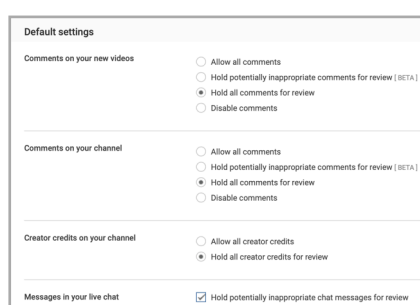 Default settings
Comments on your new videos
Allow all comments
Hold potentially inappropriate comments for review [ BETA ]
Hold all comments for review
Disable comments
Comments on your channel
Allow all comments
Hold potentially inappropriate comments for review [ BETA ]
Hold all comments for review
Disable comments
Creator credits on your channel
Allow all creator credits
Hold all creator credits for review
Messages in your live chat
Hold potentially inappropriate chat messages for review